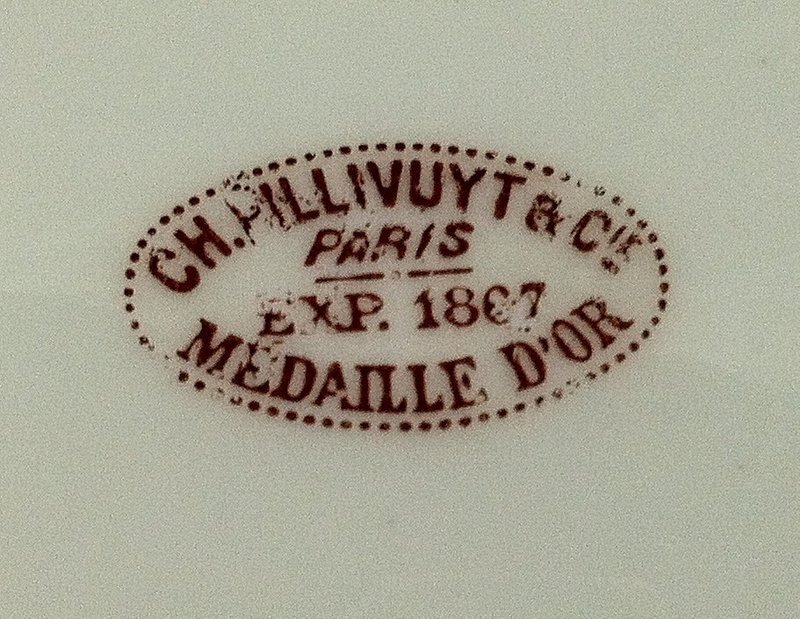 CH. PILLIVUYT & Cie
PARIS
EXP. 1867
MÉDAILLE D'OR